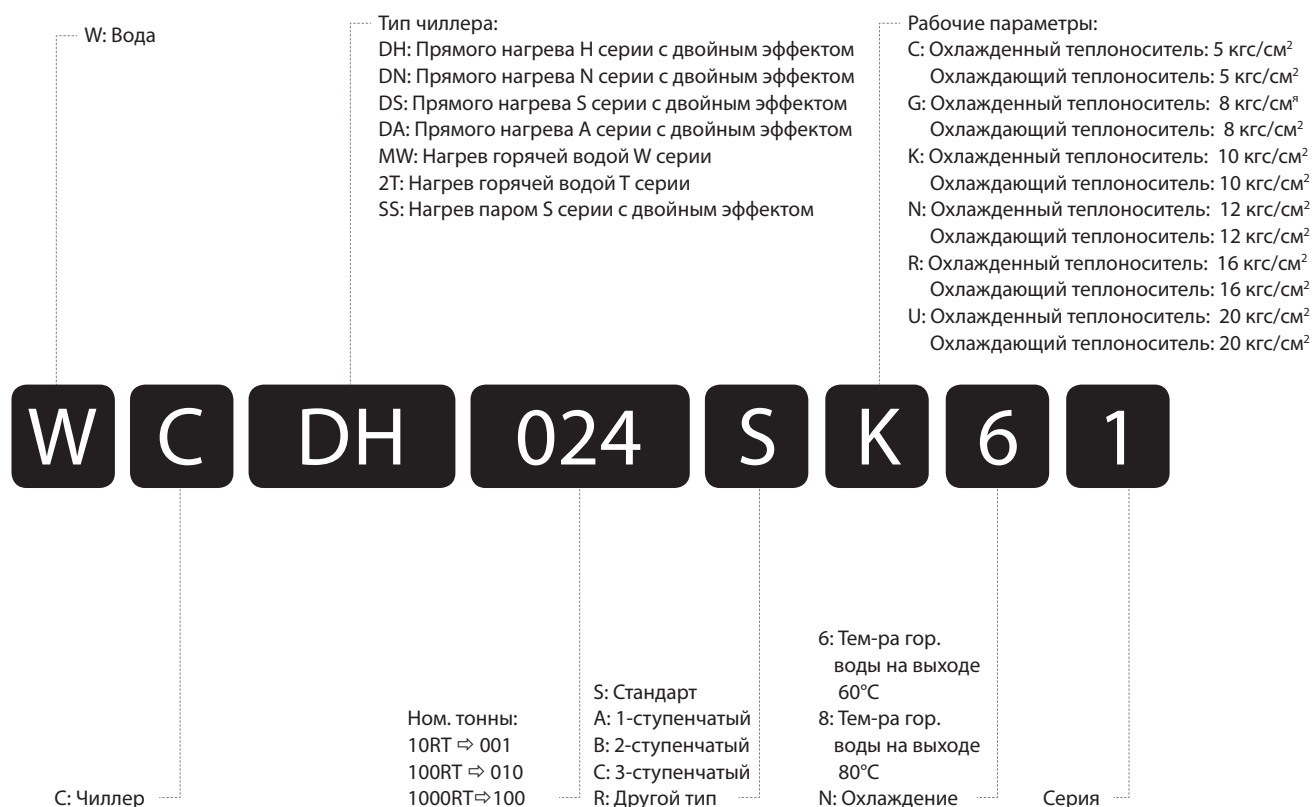 W: Вода
Тип чиллера:
DH: Прямого нагрева H серии с двойным эффектом
DN: Прямого нагрева N серии с двойным эффектом
DS: Прямого нагрева S серии с двойным эффектом
DA: Прямого нагрева A серии с двойным эффектом
MW: Нагрев горячей водой W серии
2T: Нагрев горячей водой T серии
SS: Нагрев паром S серии с двойным эффектом
Рабочие параметры:
C: Охлажденный теплоноситель: 5 кгс/см²
Охлаждающий теплоноситель: 5 кгс/см²
G: Охлажденный теплоноситель: 8 кгс/смᵃ
Охлаждающий теплоноситель: 8 кгс/см²
K: Охлажденный теплоноситель: 10 кгс/см²
Охлаждающий теплоноситель: 10 кгс/см²
N: Охлажденный теплоноситель: 12 кгс/см²
Охлаждающий теплоноситель: 12 кгс/см²
R: Охлажденный теплоноситель: 16 кгс/см²
Охлаждающий теплоноситель: 16 кгс/см²
U: Охлажденный теплоноситель: 20 кгс/см²
Охлаждающий теплоноситель: 20 кгс/см²
W C DH 024 S K 6 1
C: Чиллер
Ном. тонны:
10RT ⇨ 001
100RT ⇨ 010
1000RT⇨100
S: Стандарт
A: 1-ступенчатый
B: 2-ступенчатый
C: 3-ступенчатый
R: Другой тип
6: Тем-ра гор.
воды на выходе
60°C
8: Тем-ра гор.
воды на выходе
80°C
N: Охлаждение
Серия